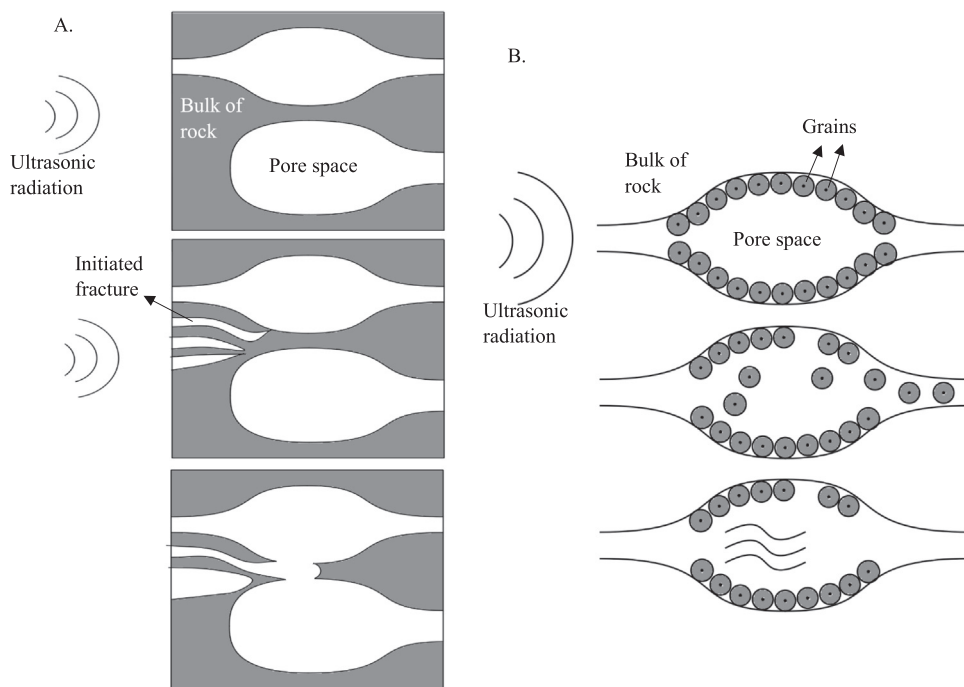 A.
Bulk of
rock
Ultrasonic
radiation
Pore space
Initiated
fracture
B.
Grains
Bulk of
rock
Pore space
Ultrasonic
radiation